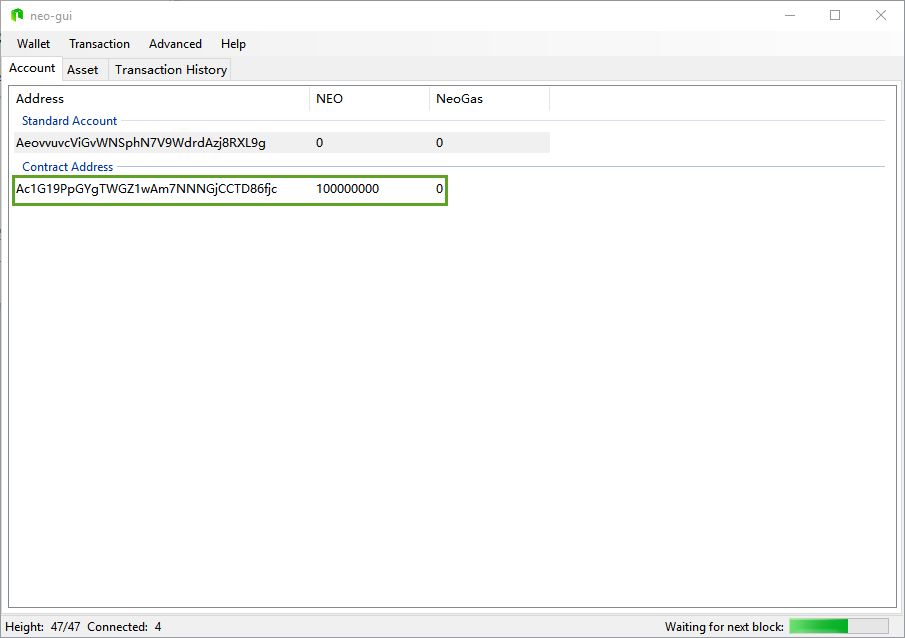 neo-gui
Wallet Transaction Advanced Help
Account Asset Transaction History
Address NEO NeoGas
Standard Account
AeovvuvcViGvWNSphN7V9WdrdAzj8RXL9g 0 0
Contract Address
Ac1G19PpGYgTWGZ1wAm7NNNGjCCTD86fjc 100000000 0
Height: 47/47 Connected: 4 Waiting for next block: